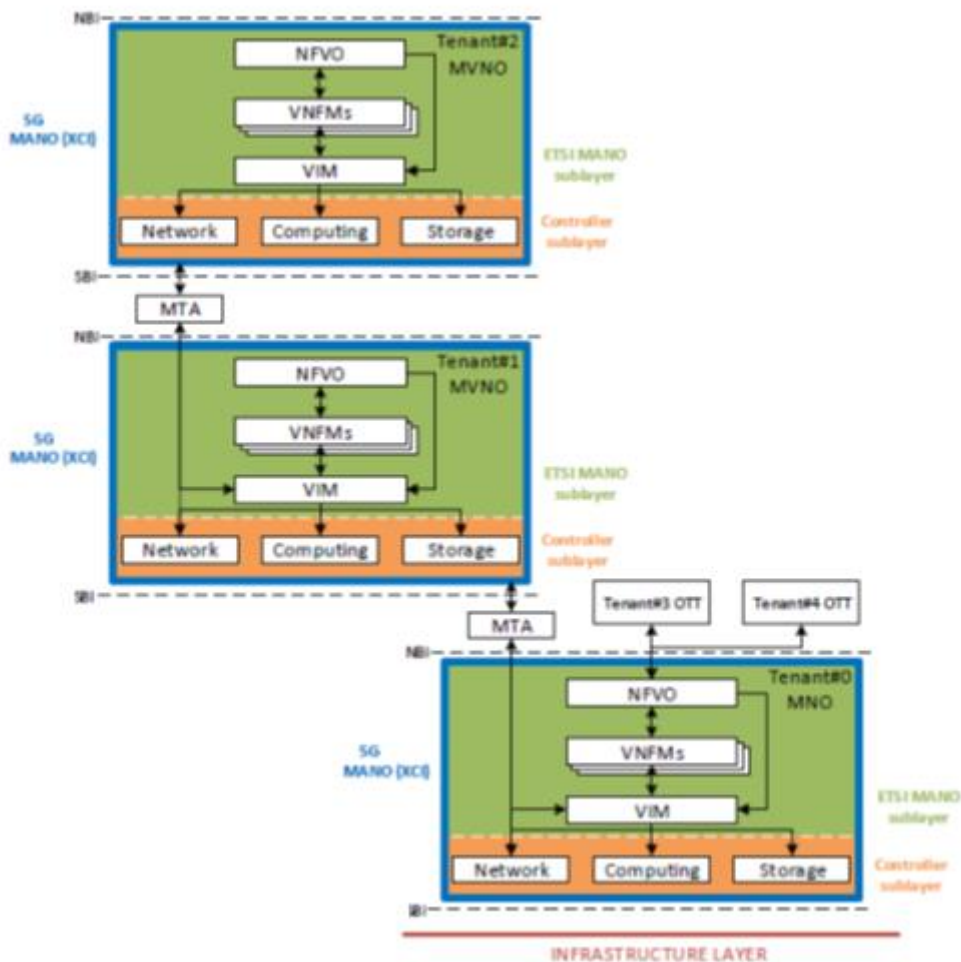 NBI
Tenant#2
MVNO
NFVO
VNFMs
VIM
5G
MANO (XCI)
ETSI MANO
sublayer
Network
Computing
Storage
Controller
sublayer
SBI
MTA
NBI
Tenant#1
MVNO
NFVO
VNFMs
VIM
5G
MANO (XCI)
ETSI MANO
sublayer
Network
Computing
Storage
Controller
sublayer
SBI
MTA
Tenant#3 OTT
Tenant#4 OTT
NBI
Tenant#0
MNO
NFVO
VNFMs
VIM
5G
MANO (XCI)
ETSI MANO
sublayer
Network
Computing
Storage
Controller
sublayer
SBI
INFRASTRUCTURE LAYER